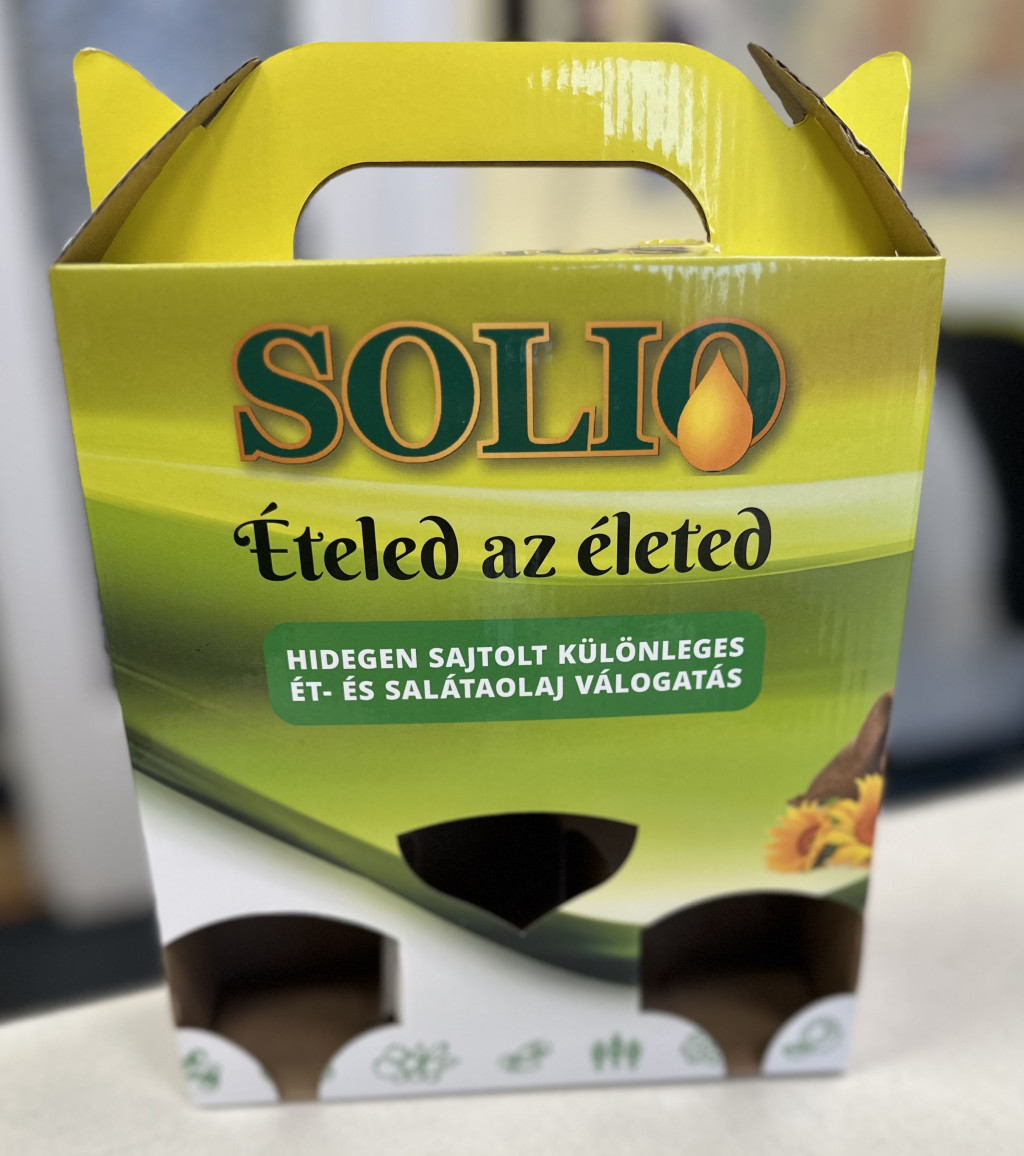 SOLIO
Ételed az életed
HIDEGEN SAJTOLT KÜLÖNLEGES
ÉT- ÉS SALÁTAOLAJ VÁLOGATÁS